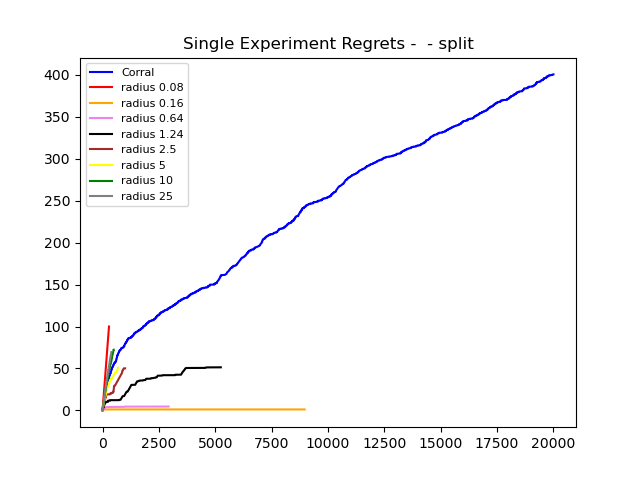 Single Experiment Regrets -  - split
Corral
radius 0.08
radius 0.16
radius 0.64
radius 1.24
radius 2.5
radius 5
radius 10
radius 25
400
350
300
250
200
150
100
50
0
0 2500 5000 7500 10000 12500 15000 17500 20000